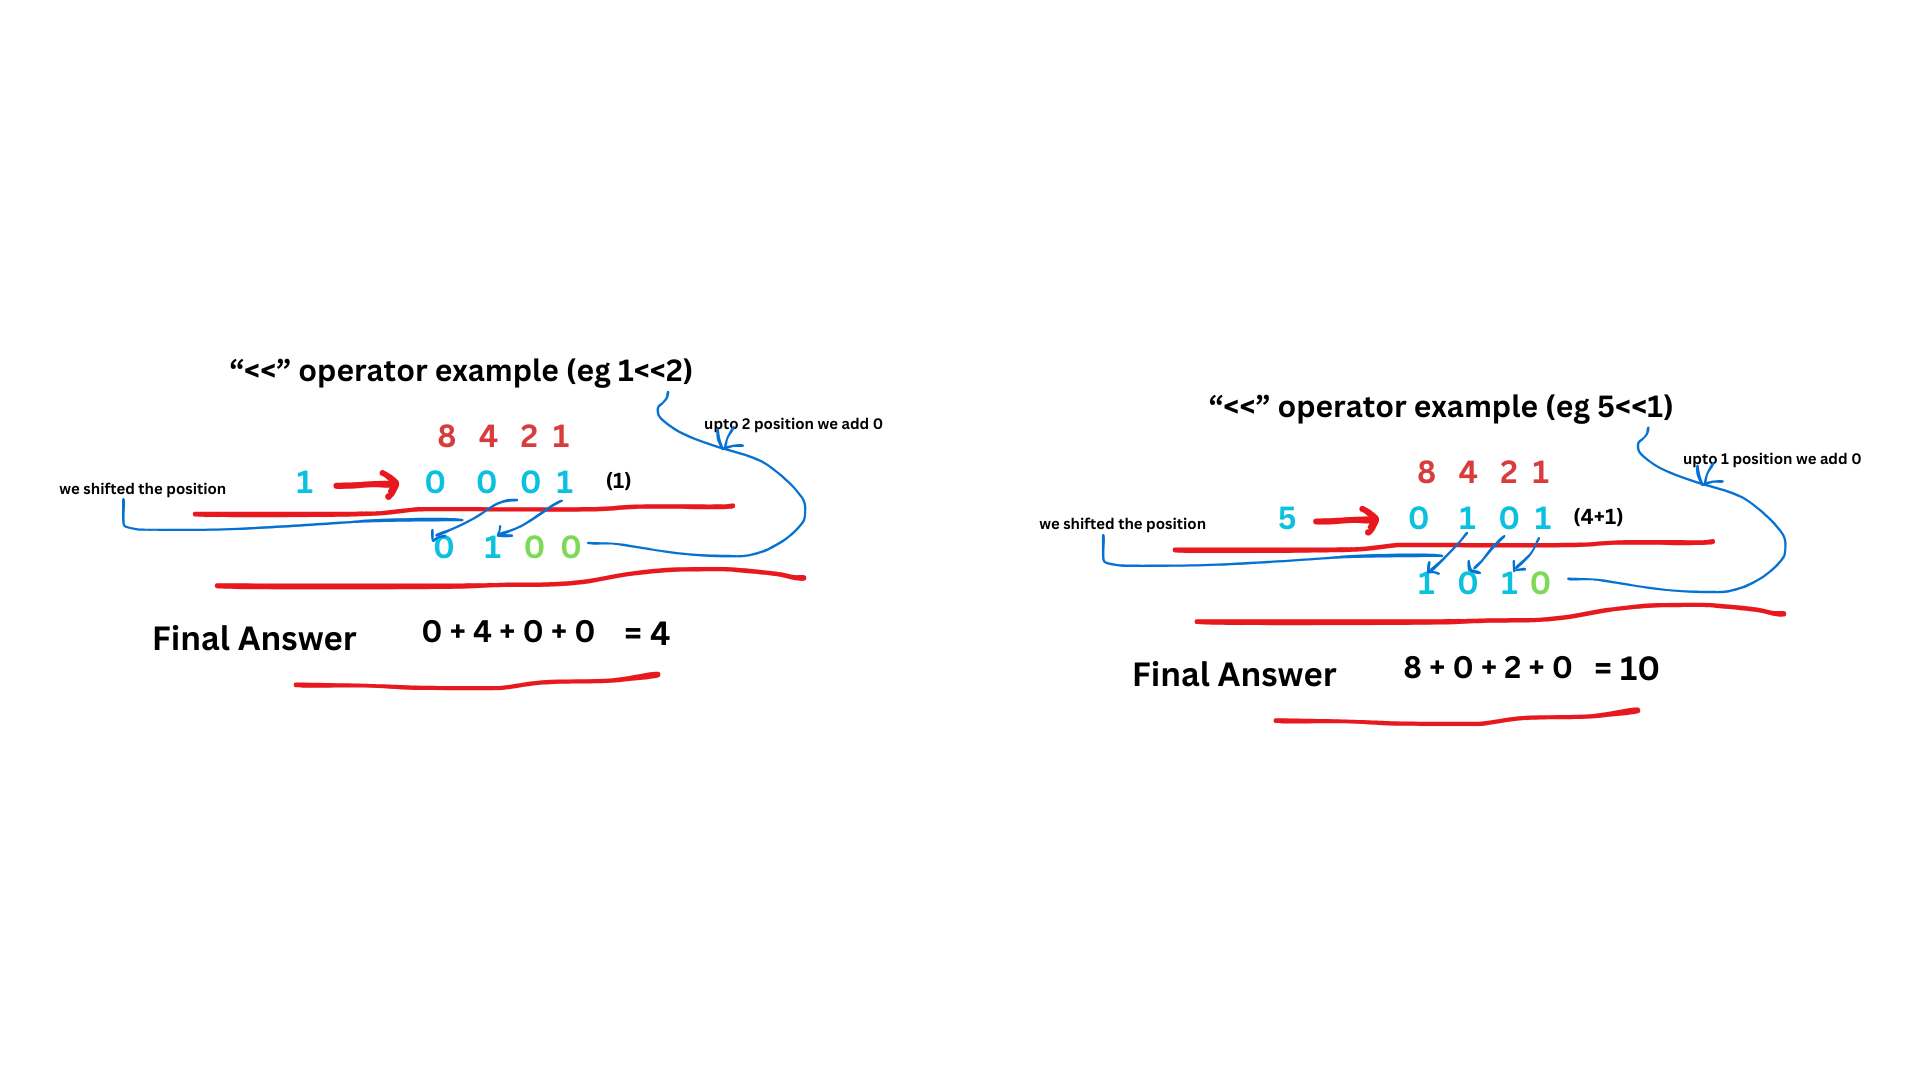 “<<” operator example (eg 1<<2)
upto 2 position we add 0
8 4 2 1
we shifted the position
1 0 0 0 1 (1)
0 1 0 0
Final Answer 0 + 4 + 0 + 0 = 4
“<<” operator example (eg 5<<1)
upto 1 position we add 0
8 4 2 1
we shifted the position
5 0 1 0 1 (4+1)
1 0 1 0
Final Answer 8 + 0 + 2 + 0 = 10